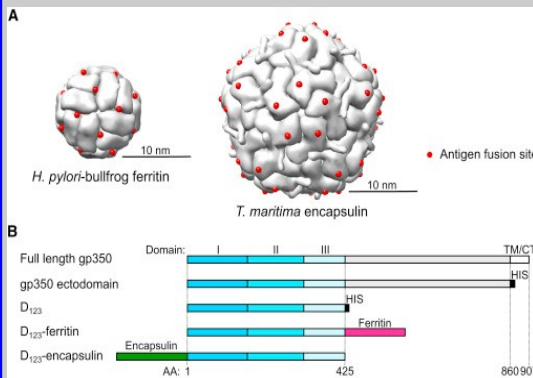 A
10 nm
H. pylori-bullfrog ferritin
10 nm
T. maritima encapsulin
Antigen fusion site
B
Domain: I II III TM/CT
Full length gp350
gp350 ectodomain HIS
D123 HIS
D123-ferritin Ferritin
D123-encapsulin Encapsulin
AA: 1 425 860 90